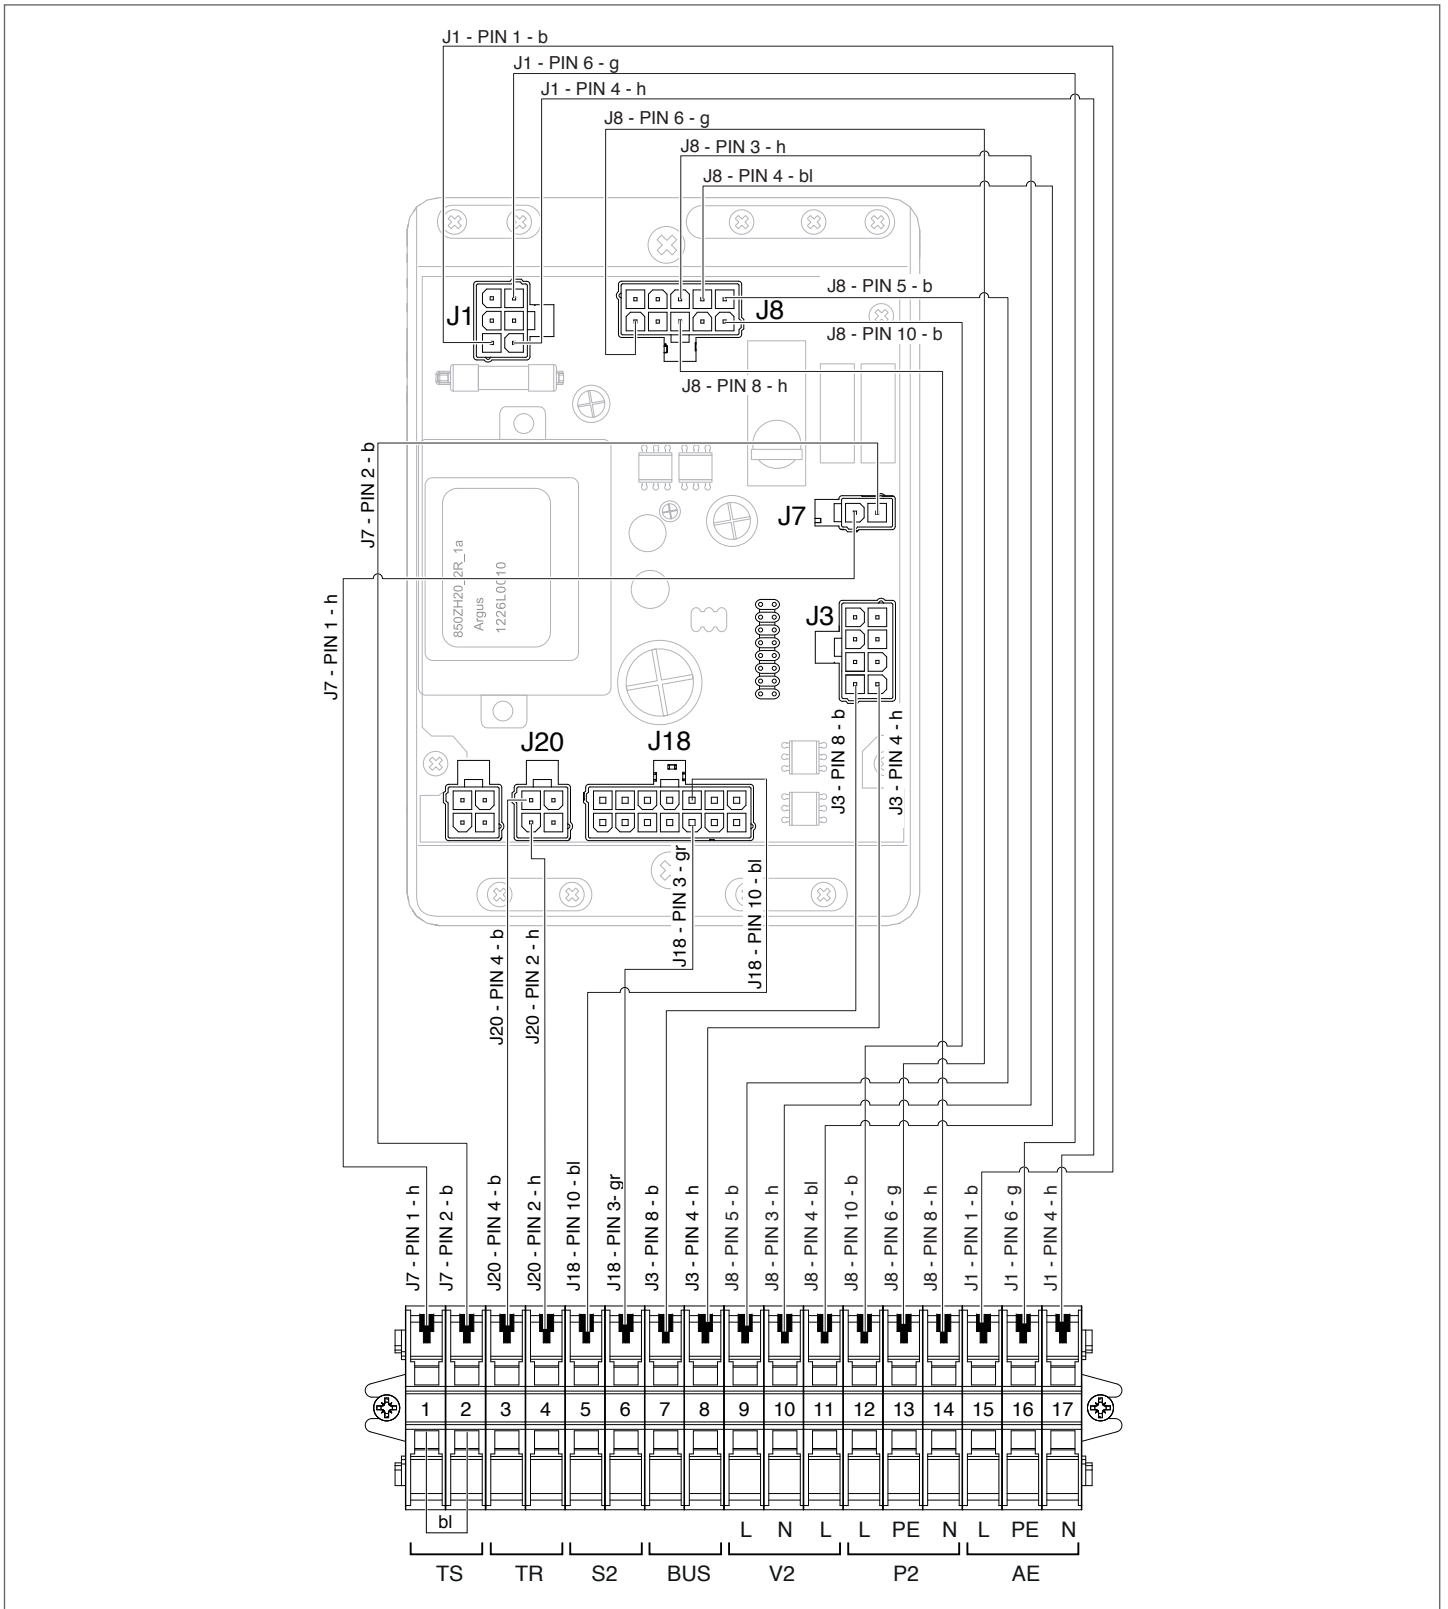 J1 - PIN 1 - b
J1 - PIN 6 - g
J1 - PIN 4 - h
J8 - PIN 6 - g
J8 - PIN 3 - h
J8 - PIN 4 - bl
J8 - PIN 5 - b
J1
J8
J8 - PIN 10 - b
J8 - PIN 8 - h
J7 - PIN 2 - b
J7
850ZH20_2R_1a
Argus
1226L0010
J7 - PIN 1 - h
J3
J3 - PIN 8 - b
J3 - PIN 4 - h
J20
J18
J18 - PIN 3 - gr
J18 - PIN 10 - bl
J20 - PIN 4 - b
J20 - PIN 2 - h
J7 - PIN 1 - h
J7 - PIN 2 - b
J20 - PIN 4 - b
J20 - PIN 2 - h
J18 - PIN 10 - bl
J18 - PIN 3- gr
J3 - PIN 8 - b
J3 - PIN 4 - h
J8 - PIN 5 - b
J8 - PIN 3 - h
J8 - PIN 4 - bl
J8 - PIN 10 - b
J8 - PIN 6 - g
J8 - PIN 8 - h
J1 - PIN 1 - b
J1 - PIN 6 - g
J1 - PIN 4 - h
1 2 3 4 5 6 7 8 9 10 11 12 13 14 15 16 17
bl
L N L L PE N L PE N
TS TR S2 BUS V2 P2 AE